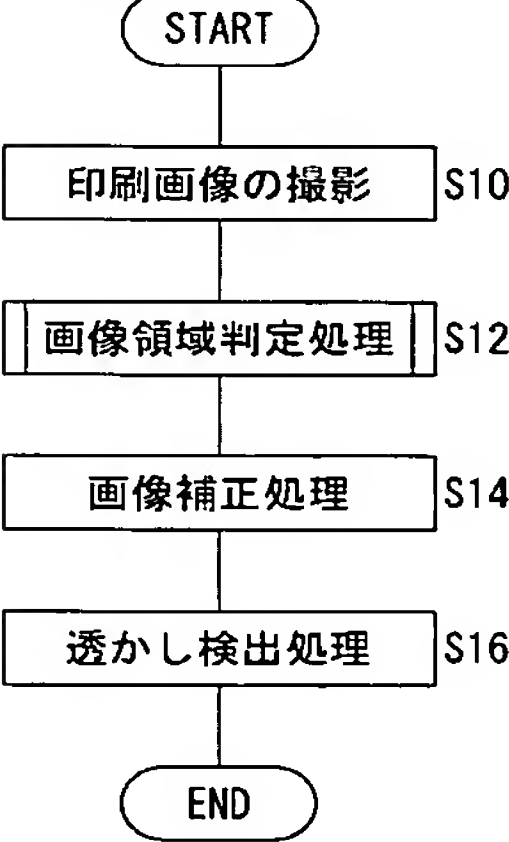 START
印刷画像の撮影 S10
画像領域判定処理 S12
画像補正処理 S14
透かし検出処理 S16
END